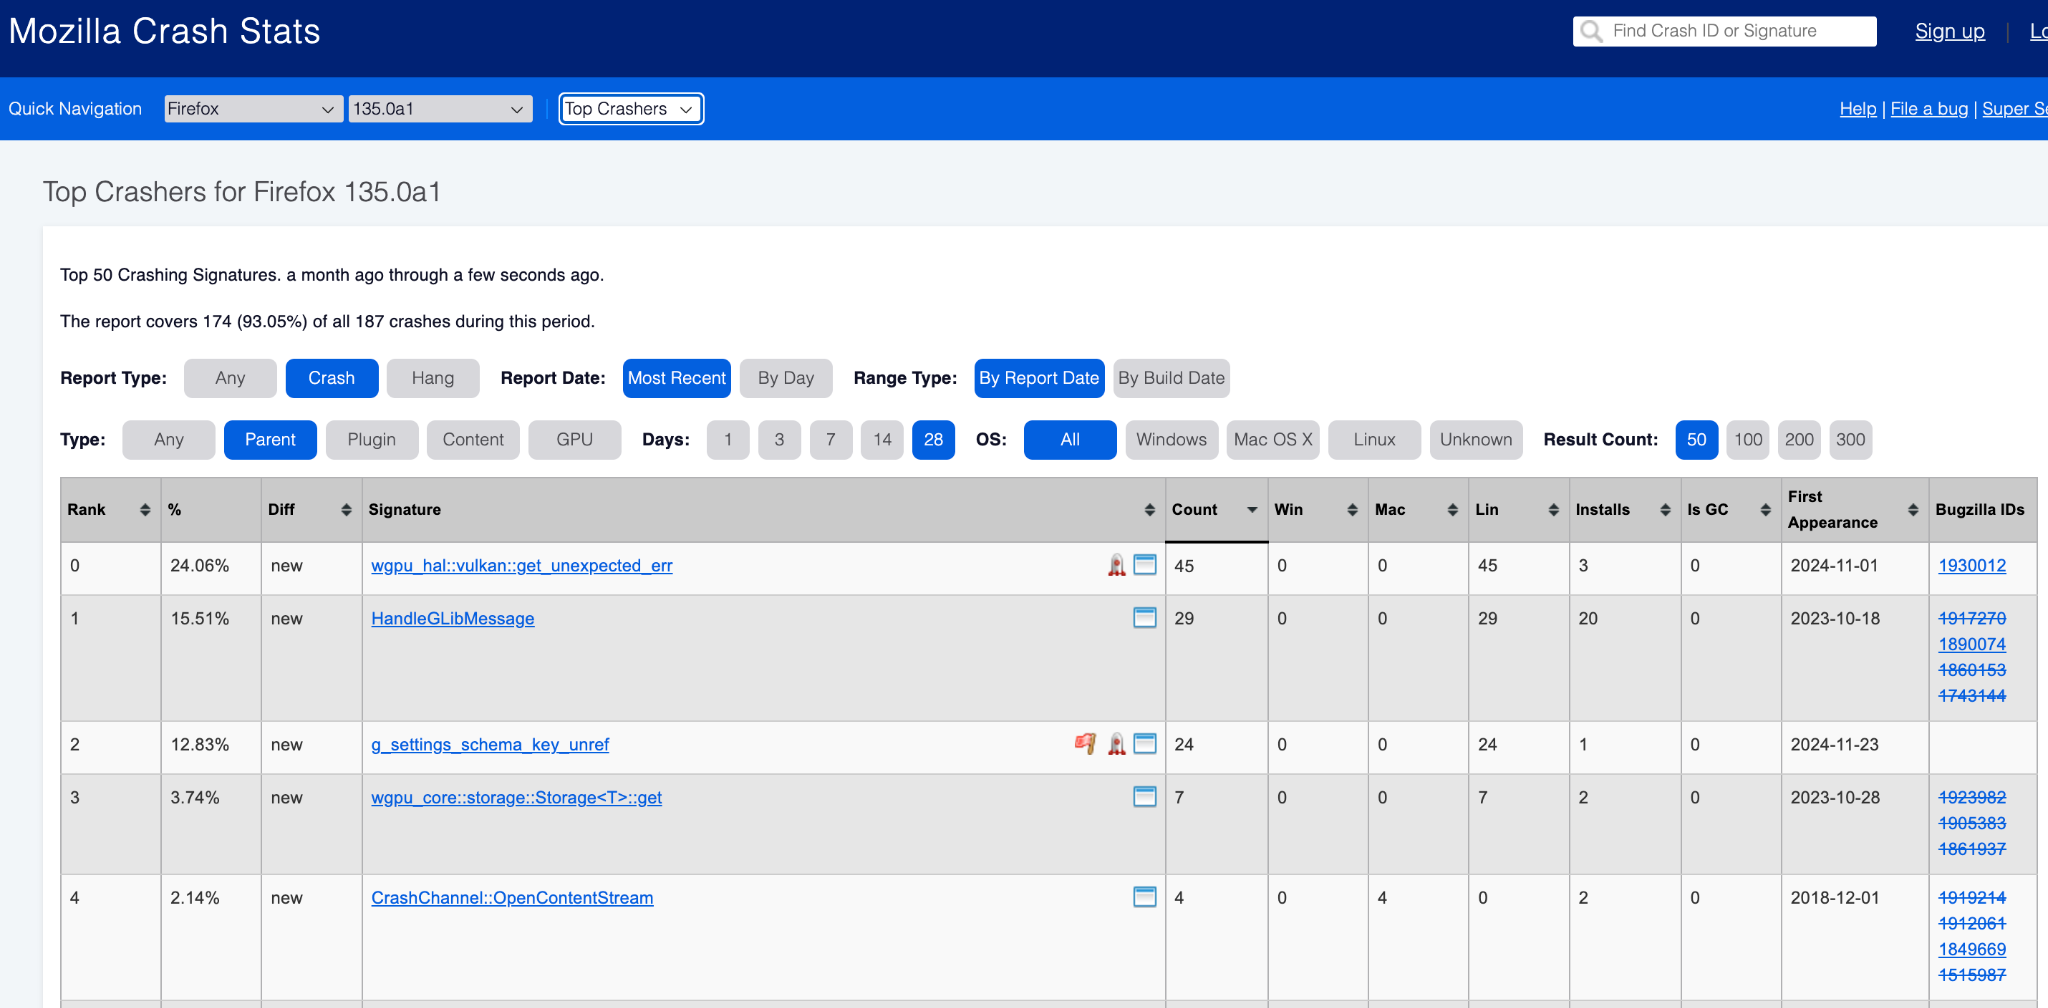 Mozilla Crash Stats
Find Crash ID or Signature
Sign up | Lo
Quick Navigation Firefox 135.0a1 Top Crashers
Help | File a bug | Super Se
Top Crashers for Firefox 135.0a1
Top 50 Crashing Signatures. a month ago through a few seconds ago.
The report covers 174 (93.05%) of all 187 crashes during this period.
Report Type: Any Crash Hang Report Date: Most Recent By Day Range Type: By Report Date By Build Date
Type: Any Parent Plugin Content GPU Days: 1 3 7 14 28 OS: All Windows Mac OS X Linux Unknown Result Count: 50 100 200 300
Rank % Diff Signature Count Win Mac Lin Installs Is GC First Appearance Bugzilla IDs
0 24.06% new wgpu_hal::vulkan::get_unexpected_err 45 0 0 45 3 0 2024-11-01 1930012
1 15.51% new HandleGLibMessage 29 0 0 29 20 0 2023-10-18 1917270
1890074
1860153
1743144
2 12.83% new g_settings_schema_key_unref 24 0 0 24 1 0 2024-11-23
3 3.74% new wgpu_core::storage::Storage<T>::get 7 0 0 7 2 0 2023-10-28 1923982
1905383
1861937
4 2.14% new CrashChannel::OpenContentStream 4 0 4 0 2 0 2018-12-01 1919214
1912061
1849669
1515987